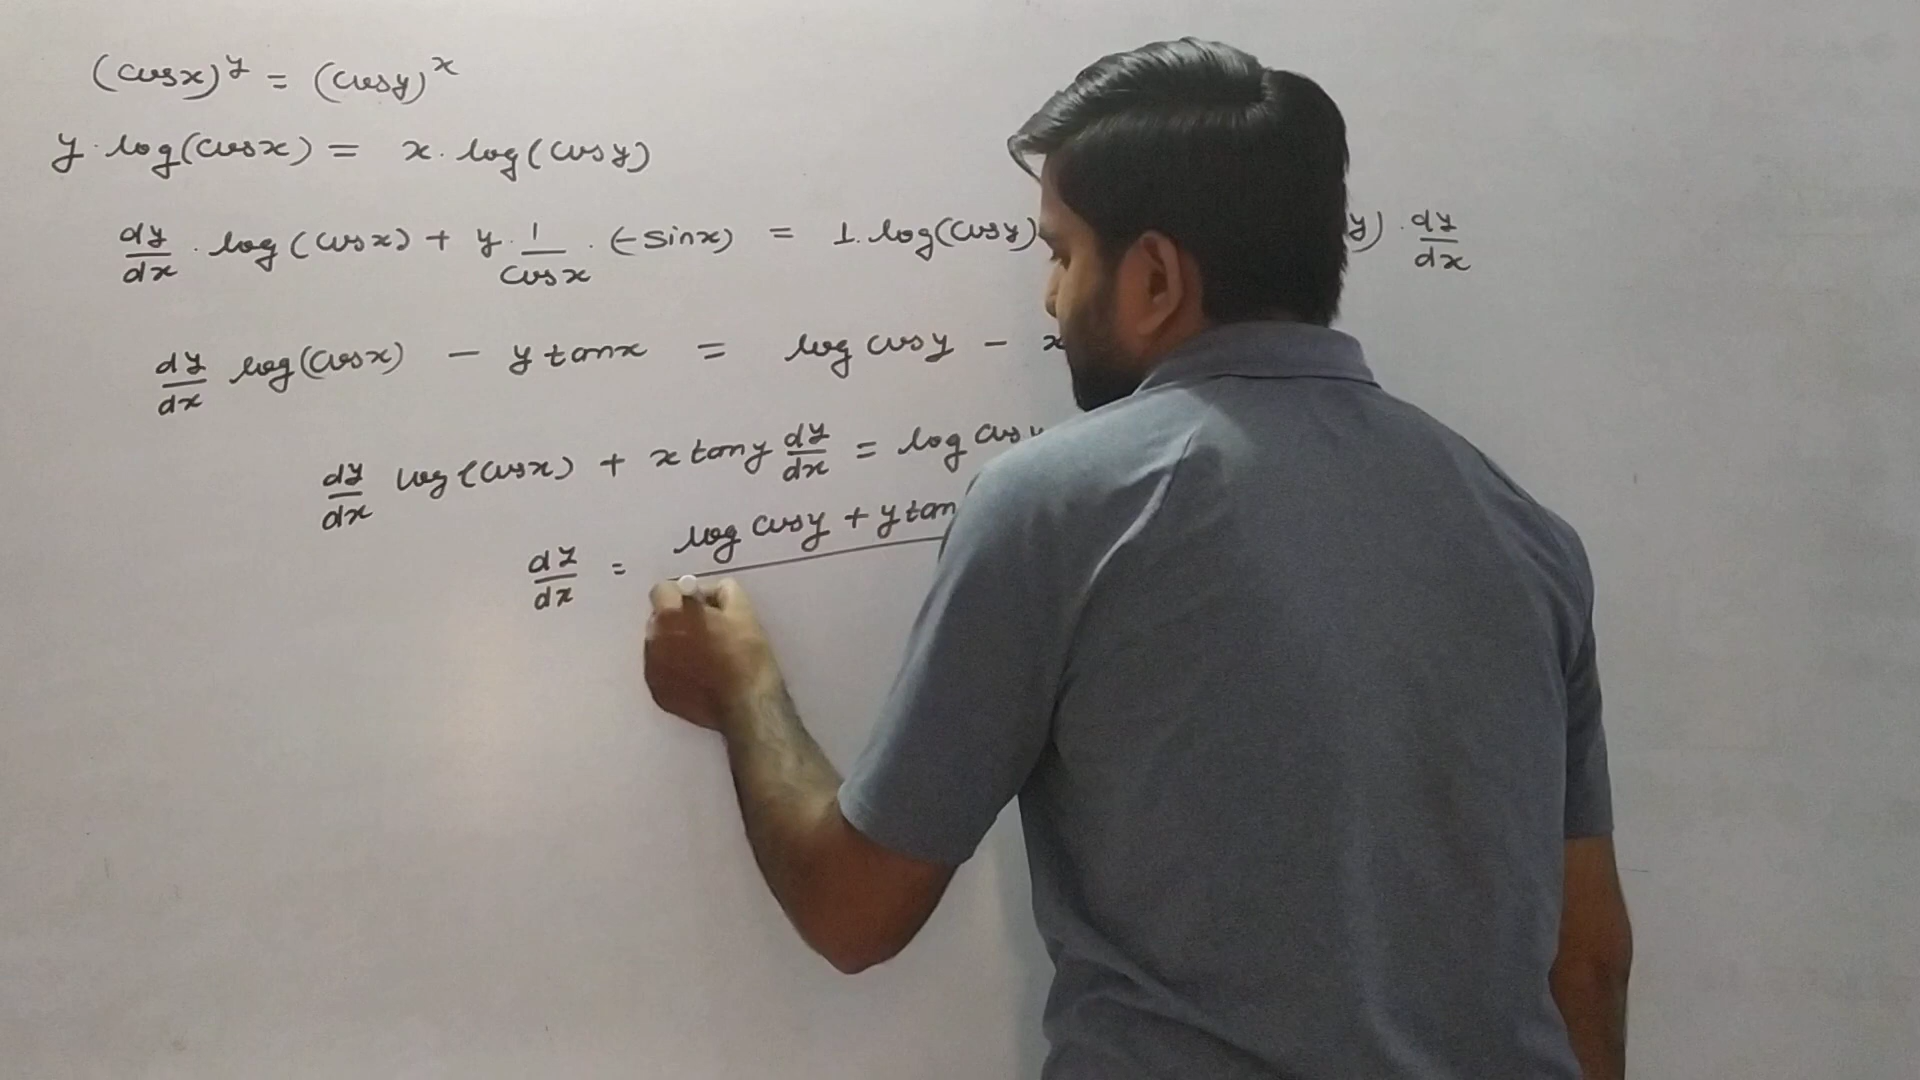 (cosx)^y = (cosy)^x
y · log(cosx) = x · log(cosy)
dy/dx · log(cosx) + y · 1/cosx · (-sinx) = 1 · log(cosy) y) · dy/dx
dy/dx log(cosx) - y tanx = log cosy - x
dy/dx log(cosx) + x tany dy/dx = log cosy
dy/dx = log cosy + y tan